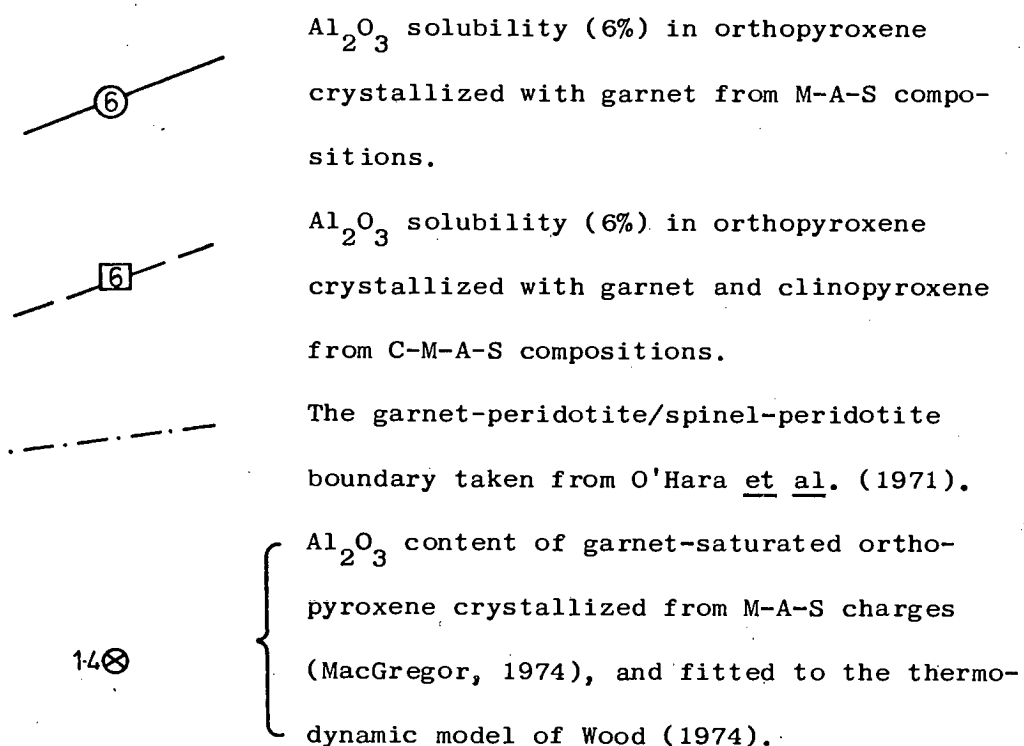 Al₂O₃ solubility (6%) in orthopyroxene
6
crystallized with garnet from M-A-S compo-
sitions.
Al₂O₃ solubility (6%) in orthopyroxene
6
crystallized with garnet and clinopyroxene
from C-M-A-S compositions.
The garnet-peridotite/spinel-peridotite
boundary taken from O'Hara et al. (1971).
Al₂O₃ content of garnet-saturated ortho-
pyroxene crystallized from M-A-S charges
1·4
(MacGregor, 1974), and fitted to the thermo-
dynamic model of Wood (1974).